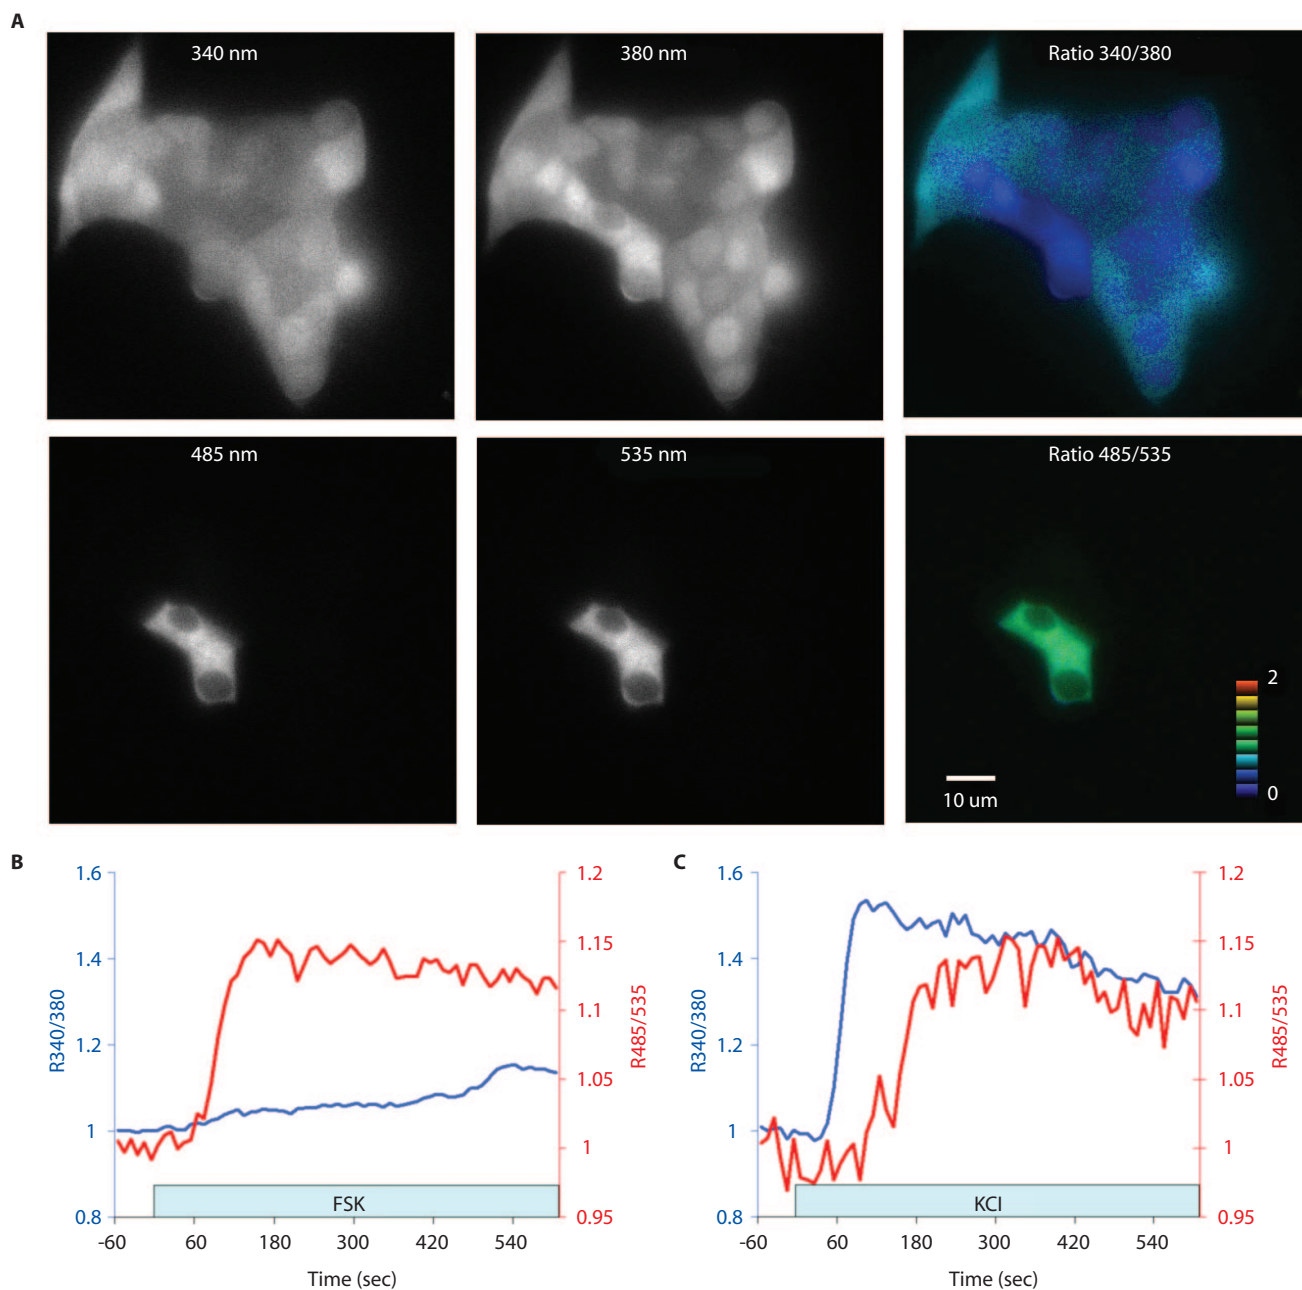 A
340 nm
380 nm
Ratio 340/380
485 nm
535 nm
Ratio 485/535
2
0
10 um
B
1.6
1.4
1.2
1
0.8
R340/380
1.2
1.15
1.1
1.05
1
0.95
R485/535
FSK
-60
60
180
300
420
540
Time (sec)
C
1.6
1.4
1.2
1
0.8
R340/380
1.2
1.15
1.1
1.05
1
0.95
R485/535
KCI
-60
60
180
300
420
540
Time (sec)